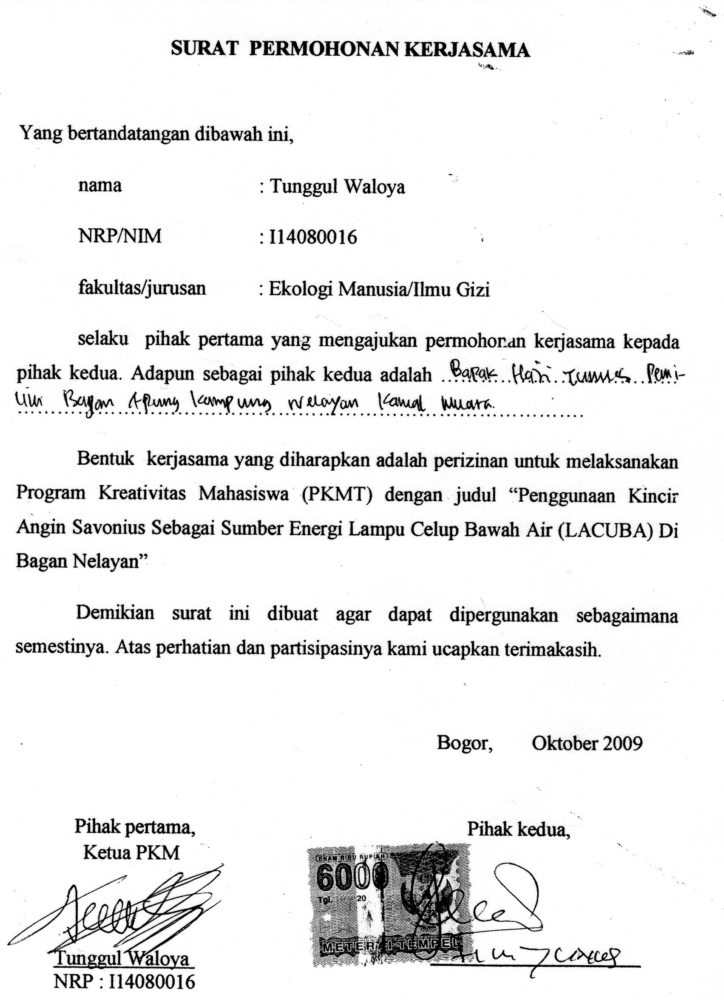 SURAT PERMOHONAN KERJASAMA
Yang bertandatangan dibawah ini,
nama : Tunggul Waloya
NRP/NIM : I14080016
fakultas/jurusan : Ekologi Manusia/Ilmu Gizi
selaku pihak pertama yang mengajukan permohonan kerjasama kepada
pihak kedua. Adapun sebagai pihak kedua adalah Bapak Haji Pemi-
liki Bagan Apung Kampung Nelayan Kamal Muara.
Bentuk kerjasama yang diharapkan adalah perizinan untuk melaksanakan
Program Kreativitas Mahasiswa (PKMT) dengan judul “Penggunaan Kincir
Angin Savonius Sebagai Sumber Energi Lampu Celup Bawah Air (LACUBA) Di
Bagan Nelayan”
Demikian surat ini dibuat agar dapat dipergunakan sebagaimana
semestinya. Atas perhatian dan partisipasinya kami ucapkan terimakasih.
Bogor, Oktober 2009
Pihak pertama,
Ketua PKM
Pihak kedua,
(ENAM RIBU RUPIAH)
6000
Tgl. 20
METERAI TEMPEL
Tunggul Waloya
NRP : I14080016